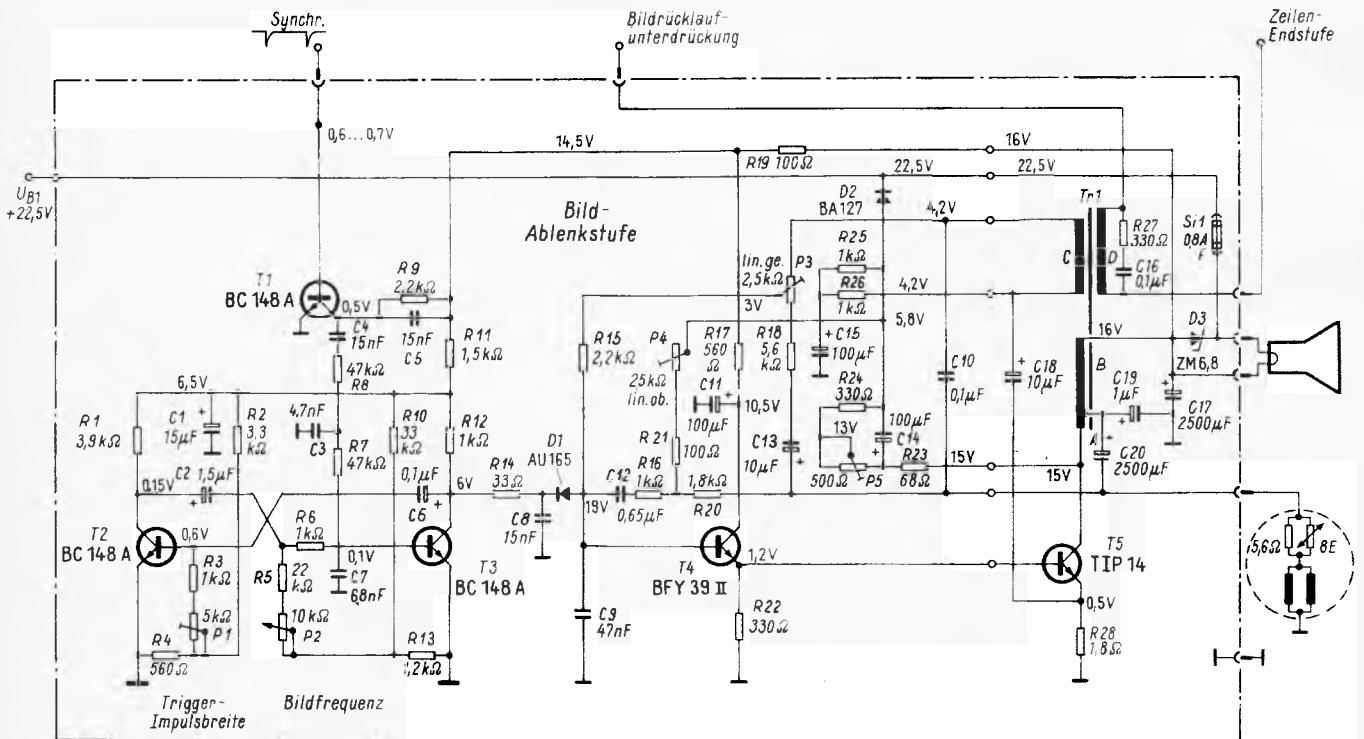 Synchr.
Bildrücklauf-
unterdrückung
Zeilen-
Endstufe
0,6...0,7V
14,5V
R19 100Ω
16V
22,5V
22,5V
UB1
+22,5V
Bild-
Ablenkstufe
D2
BA127
4,2V
Tr1
Si1
0,8A
F
R27
330Ω
C16
0,1µF
C
D
T1
BC 148 A
R9
2,2kΩ
0,5V
C4
15nF
15nF
C5
R11
1,5kΩ
lin.ge.
2,5kΩ
P3
3V
R25
1kΩ
R26
1kΩ
4,2V
5,8V
R15
2,2kΩ
P4
25kΩ
lin.ob.
R17
560
Ω
R18
5,6
kΩ
C15
100µF
C10
0,1µF
C18
10µF
16V
D3
ZM6,8
B
C19
1µF
C17
2500µF
47kΩ
R8
6,5V
R1
3,9kΩ
C1
15µF
R2
3,3
kΩ
4,7nF
C3
R7
47kΩ
R10
33
kΩ
R12
1kΩ
C11
100µF
10,5V
R24
330Ω
13V
100µF
C14
500Ω
P5
R23
68Ω
15V
15V
A
C20
2500µF
0,15V
C2
1,5µF
0,1µF
C6
6V
R14
33Ω
D1
AU165
C8
15nF
19V
C12
0,65µF
R16
1kΩ
R21
100Ω
1,8kΩ
R20
C13
10µF
T2
BC 148 A
0,6V
R6
1kΩ
0,1V
T3
BC 148 A
T4
BFY 39 II
1,2V
T5
TIP 14
0,5V
5,6Ω
8E
R3
1kΩ
5kΩ
P1
R5
22
kΩ
10kΩ
P2
C7
6,8nF
R4
560Ω
R13
1,2kΩ
C9
47nF
R22
330Ω
R28
1,8Ω
Trigger-
Impulsbreite
Bildfrequenz